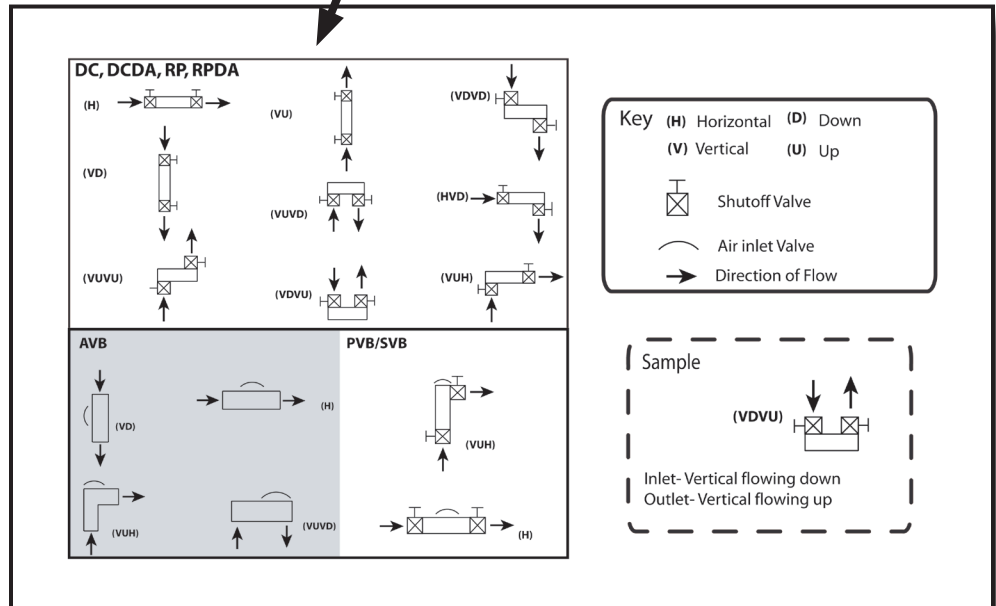 DC, DCDA, RP, RPDA
(H)
(VU)
(VDVD)
(VD)
(VUVD)
(HVD)
(VUVU)
(VDVU)
(VUH)
Key (H) Horizontal (D) Down
(V) Vertical (U) Up
Shutoff Valve
Air inlet Valve
Direction of Flow
AVB
(VD)
(H)
(VUH)
(VUVD)
PVB/SVB
(VUH)
(H)
Sample
(VDVU)
Inlet- Vertical flowing down
Outlet- Vertical flowing up